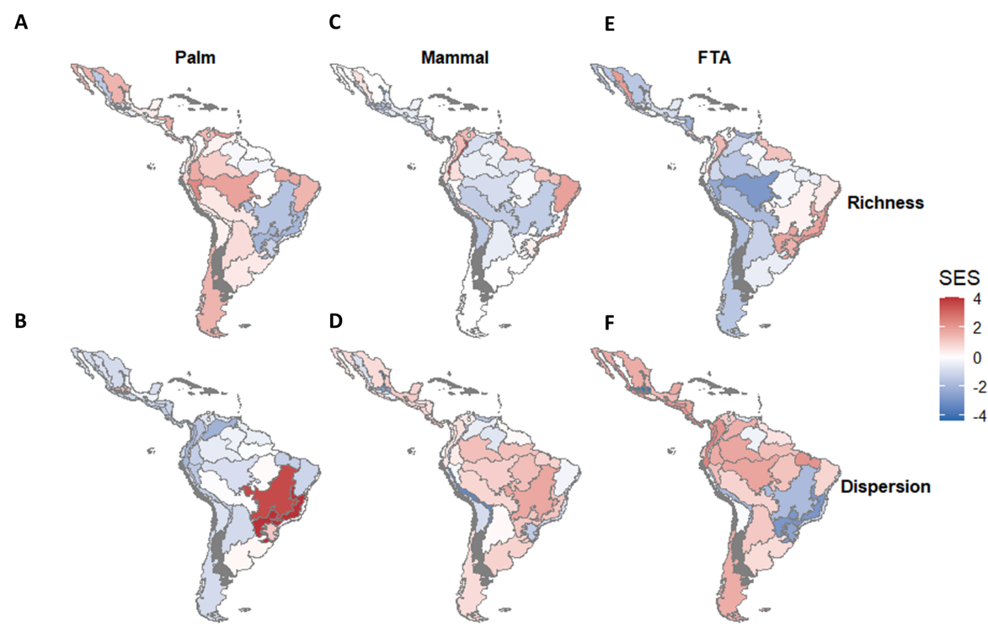 A
C
E
Palm
Mammal
FTA
Richness
SES
4
2
0
-2
-4
B
D
F
Dispersion